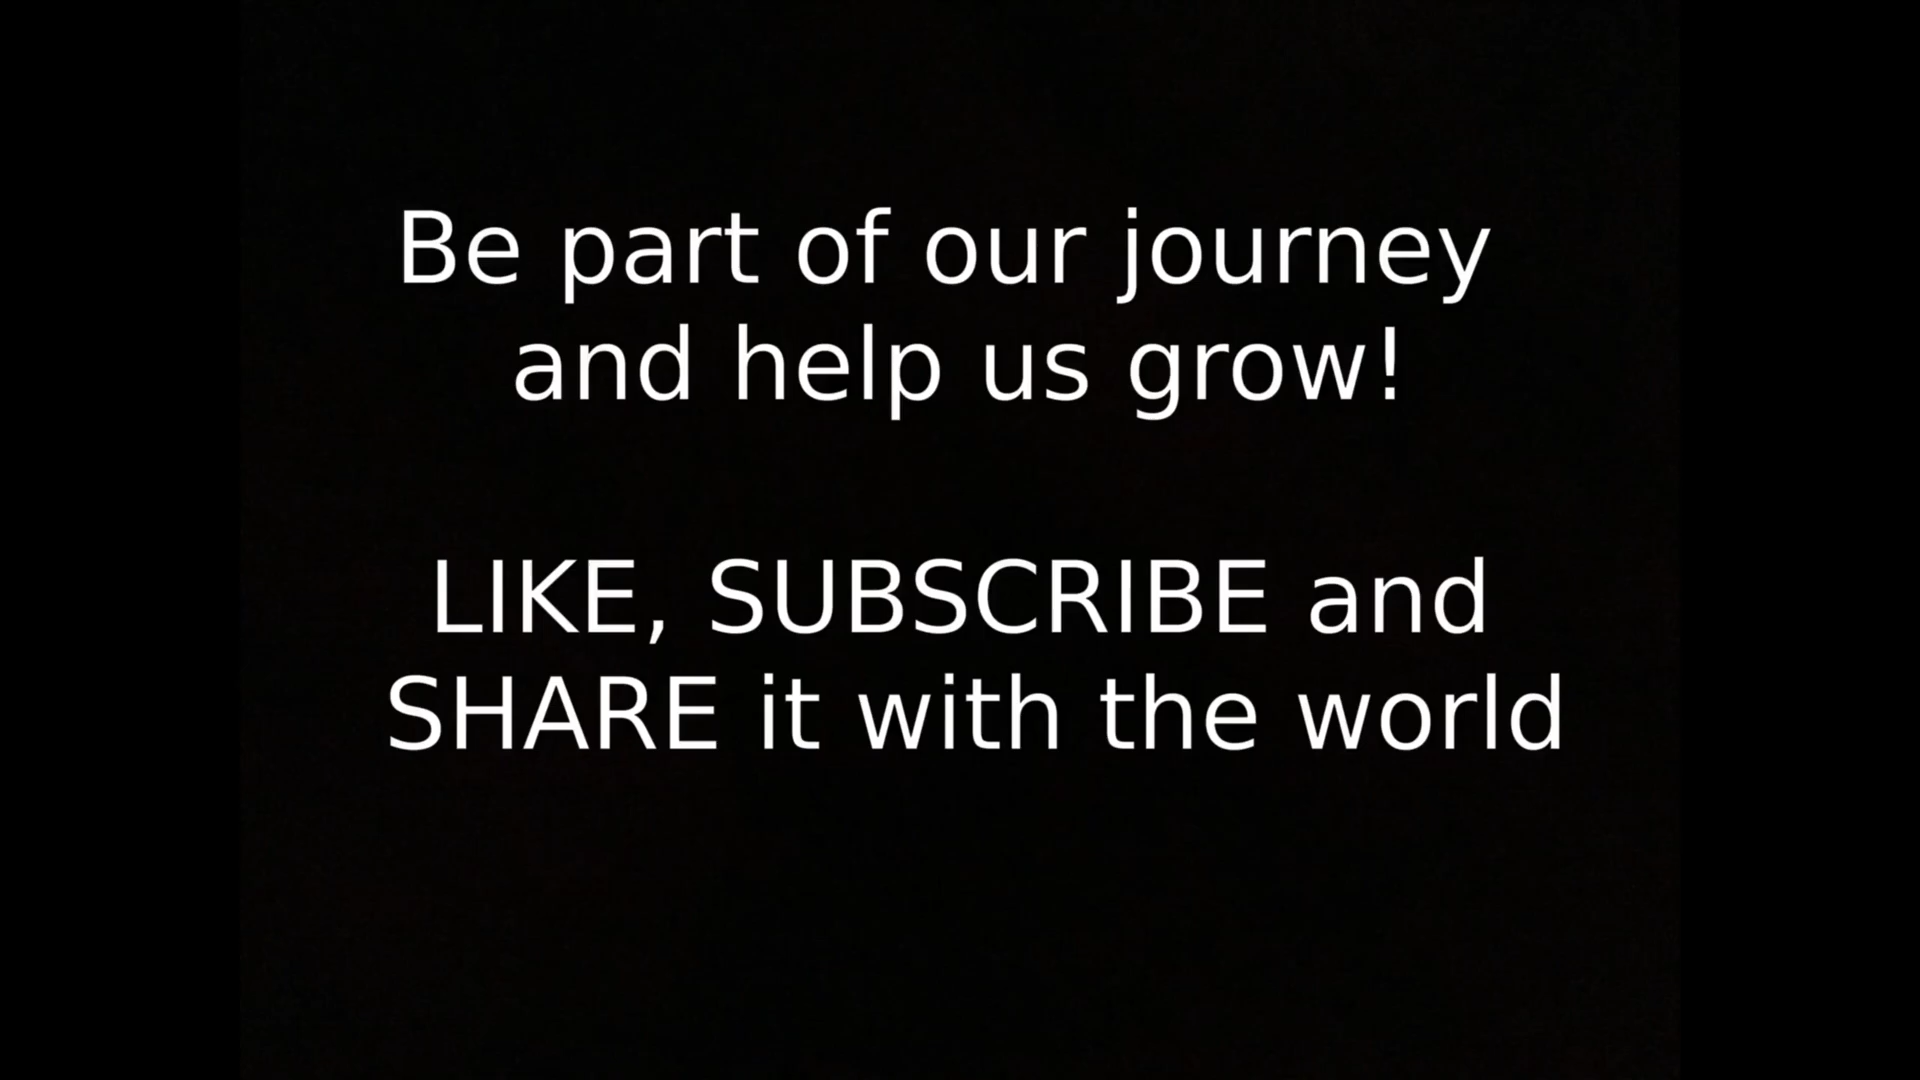 Be part of our journey
and help us grow!
LIKE, SUBSCRIBE and
SHARE it with the world